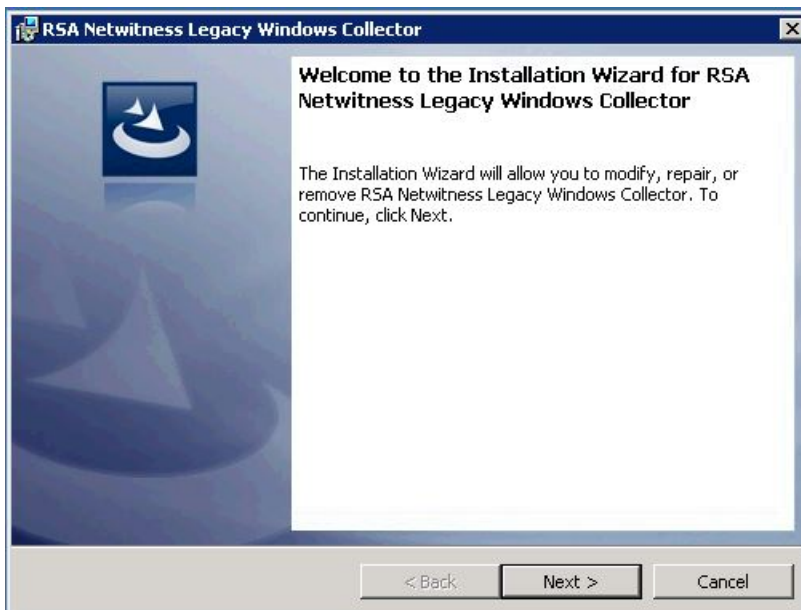 RSA Netwitness Legacy Windows Collector
Welcome to the Installation Wizard for RSA
Netwitness Legacy Windows Collector
The Installation Wizard will allow you to modify, repair, or
remove RSA Netwitness Legacy Windows Collector. To
continue, click Next.
< Back
Next >
Cancel